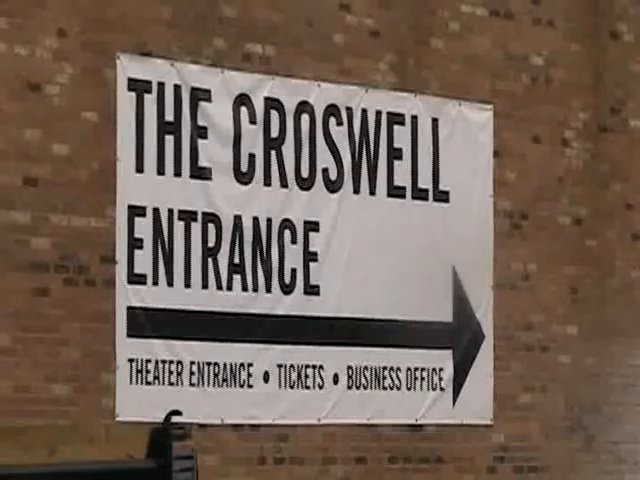 THE CROSWELL
ENTRANCE
THEATER ENTRANCE • TICKETS • BUSINESS OFFICE